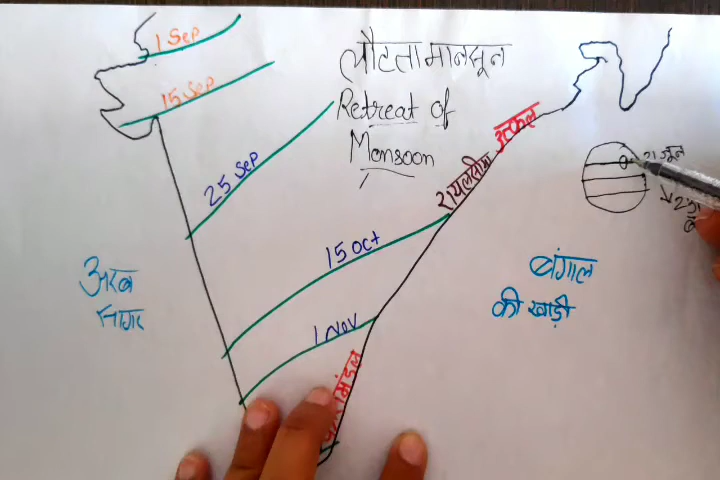 1 Sep
15 Sep
25 Sep
15 Oct
1 Nov
लौटता मानसून
Retreat of
Monsoon
उत्कल
रायलसीमा
अरब
सागर
बंगाल
की खाड़ी